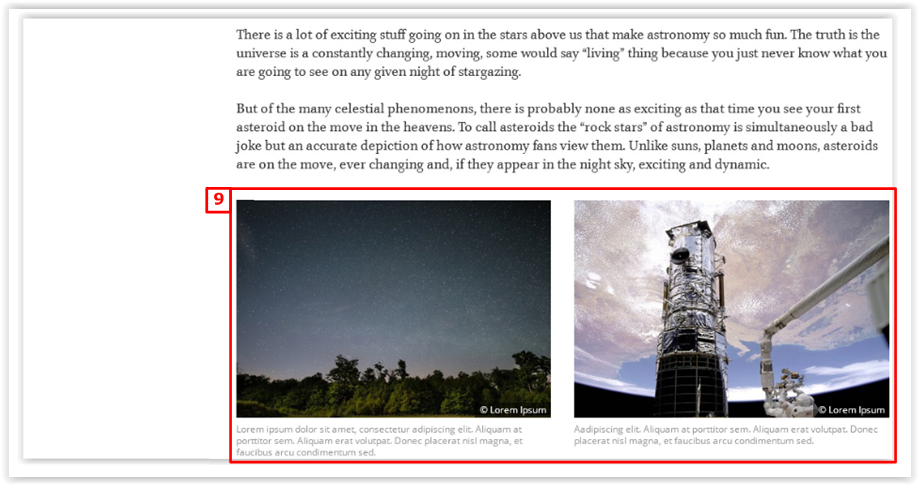 There is a lot of exciting stuff going on in the stars above us that make astronomy so much fun. The truth is the
universe is a constantly changing, moving, some would say “living” thing because you just never know what you
are going to see on any given night of stargazing.
But of the many celestial phenomenons, there is probably none as exciting as that time you see your first
asteroid on the move in the heavens. To call asteroids the “rock stars” of astronomy is simultaneously a bad
joke but an accurate depiction of how astronomy fans view them. Unlike suns, planets and moons, asteroids
are on the move, ever changing and, if they appear in the night sky, exciting and dynamic.
9
© Lorem Ipsum
Lorem ipsum dolor sit amet, consectetur adipiscing elit. Aliquam at
porttitor sem. Aliquam erat volutpat. Donec placerat nisl magna, et
faucibus arcu condimentum sed.
© Lorem Ipsum
Aadipiscing elit. Aliquam at porttitor sem. Aliquam erat volutpat. Donec
placerat nisl magna, et faucibus arcu condimentum sed.